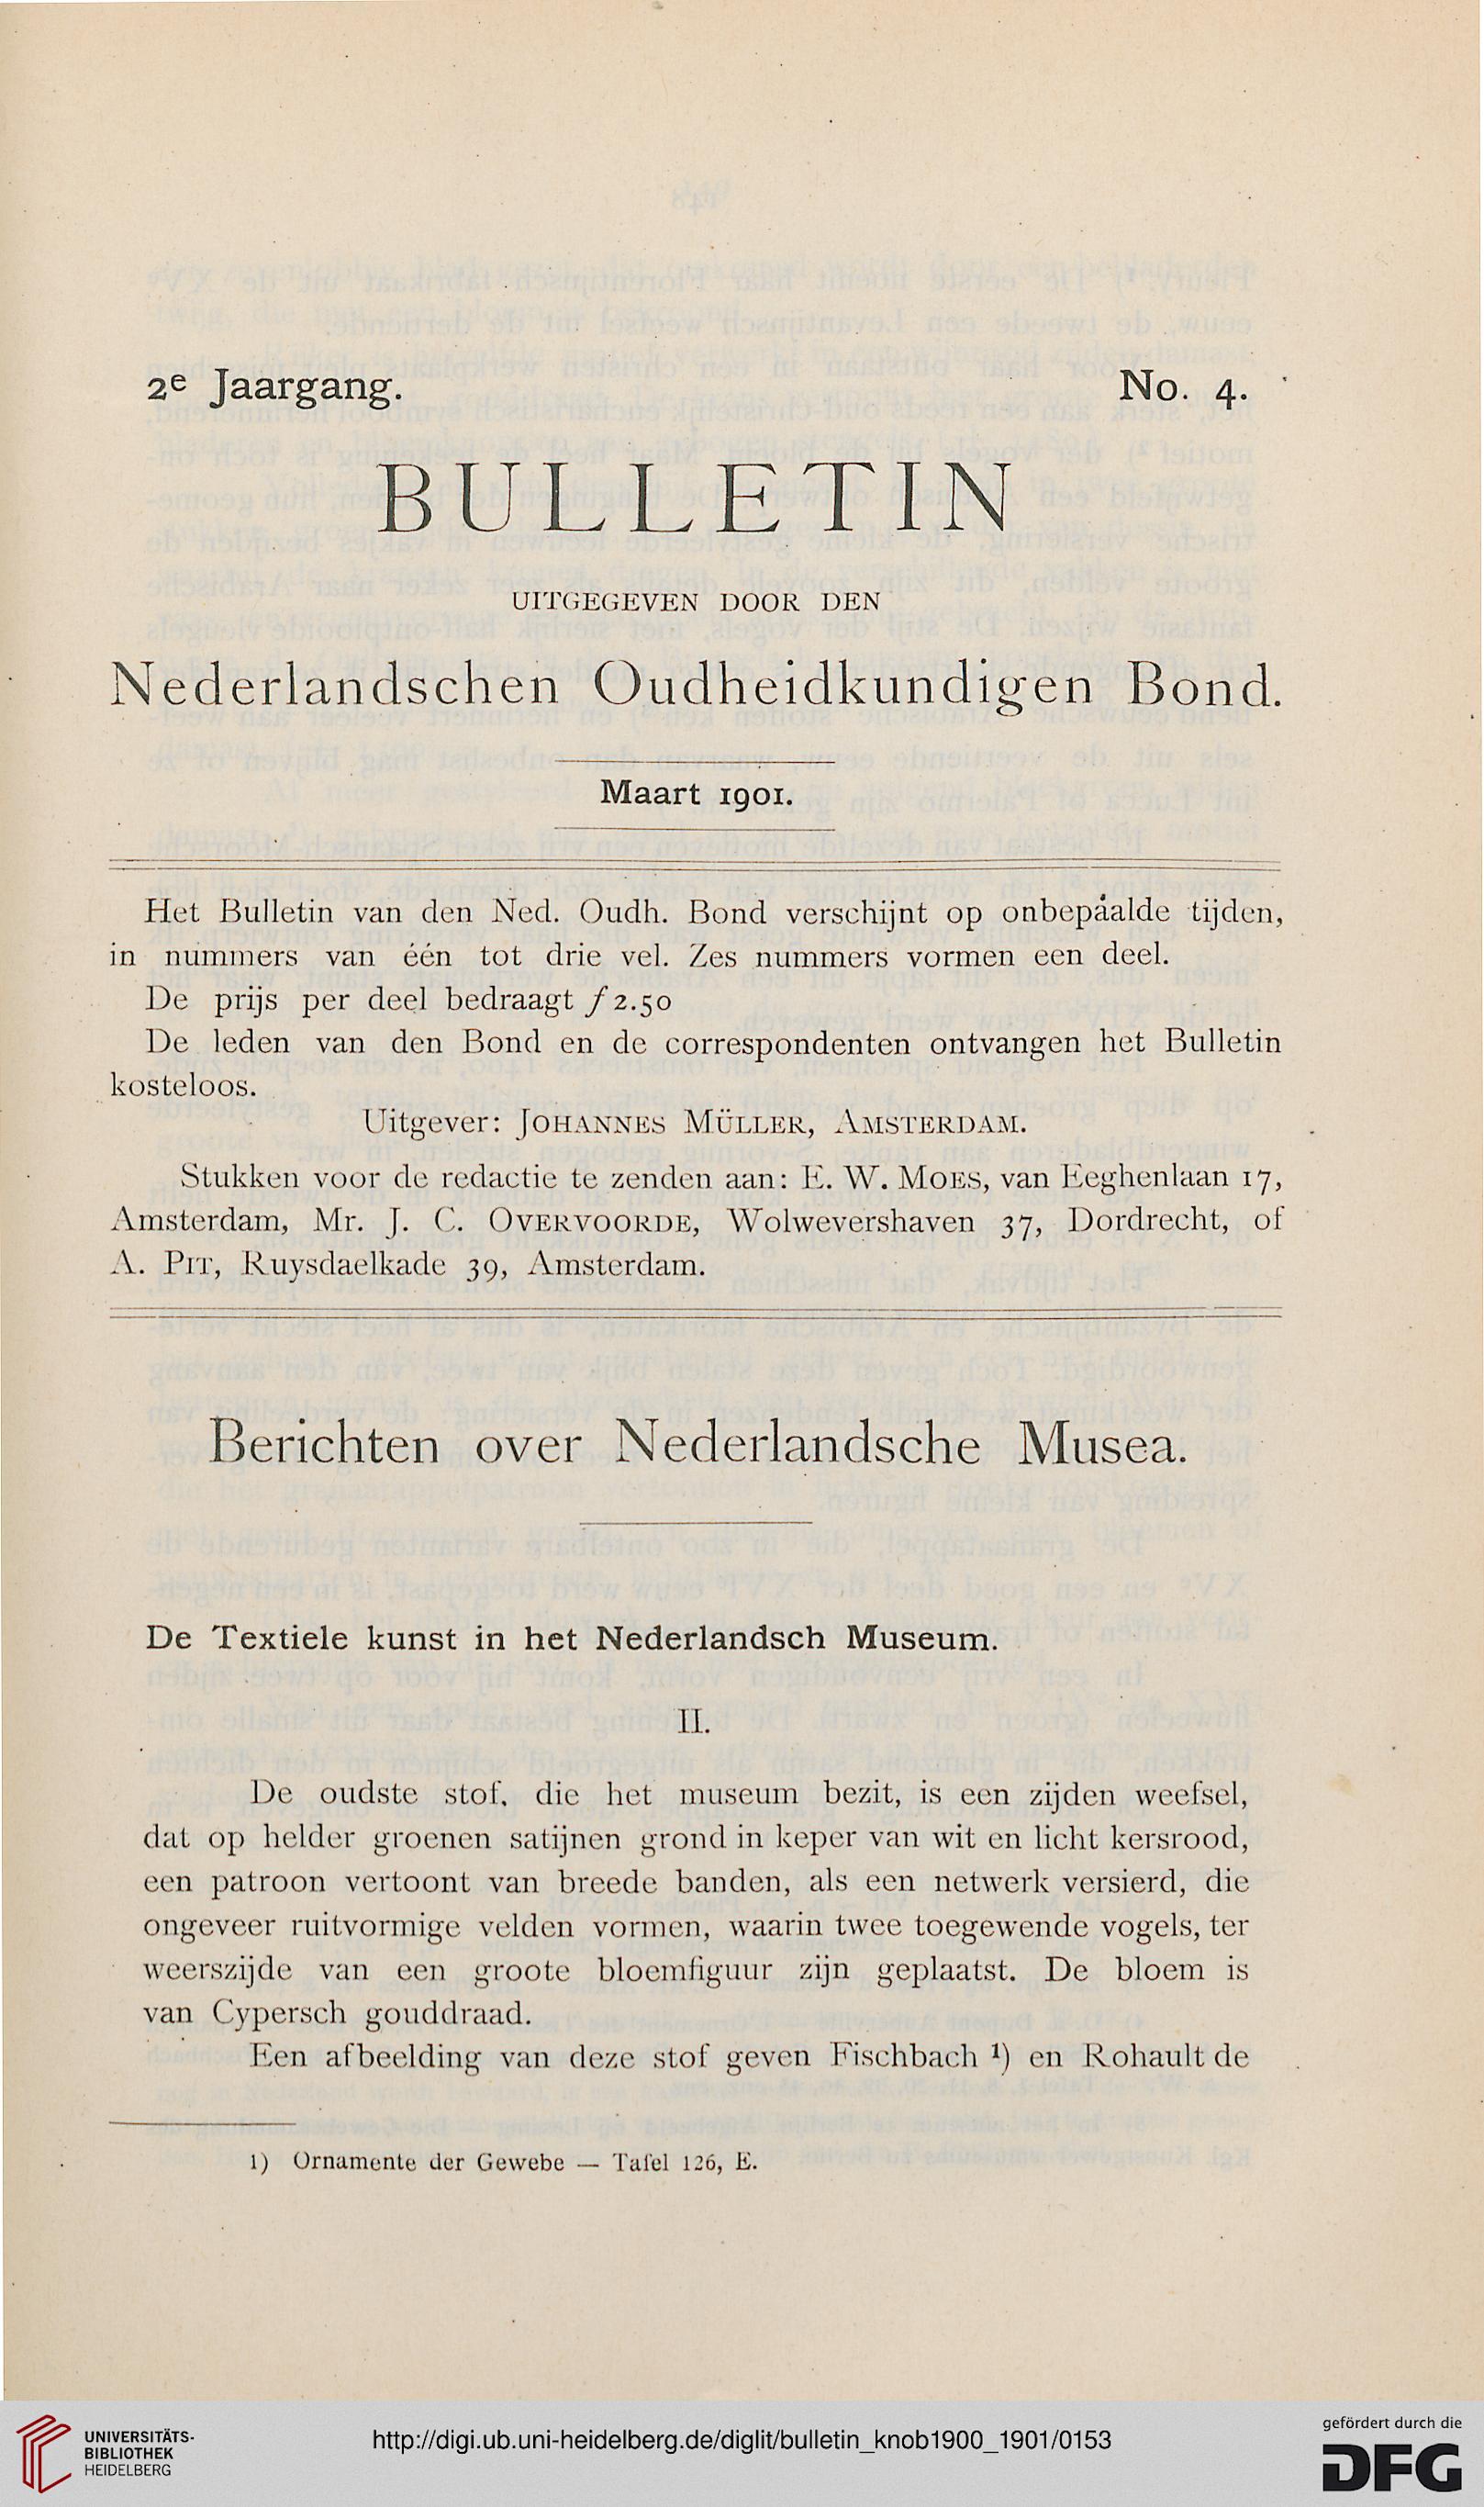 2e Jaargang. No. 4.
BULLETIN
UITGEGEVEN DOOR DEN
Nederlandschen Oudheidkundigen Bond.
Maart 1901.
Het Bulletin van den Ned. Oudh. Bond verschijnt op onbepaalde tijden,
in nummers van één tot drie vel. Zes nummers vormen een deel.
De prijs per deel bedraagt ƒ 2.50
De leden van den Bond en de correspondenten ontvangen het Bulletin
kosteloos.
Uitgever: JOHANNES MÜLLER, AMSTERDAM.
Stukken voor de redactie te zenden aan: E. W. MOES, van Eeghenlaan 17,
Amsterdam, Mr. J. C. OVERVOORDE, Wolwevershaven 37, Dordrecht, of
A. PIT, Ruysdaelkade 39, Amsterdam.
Berichten over Nederlandsche Musea.
De Textiele kunst in het Nederlandsch Museum.
II.
De oudste stof, die het museum bezit, is een zijden weefsel,
dat op helder groenen satijnen grond in keper van wit en licht kersrood,
een patroon vertoont van breede banden, als een netwerk versierd, die
ongeveer ruitvormige velden vormen, waarin twee toegewende vogels, ter
weerszijde van een groote bloemfiguur zijn geplaatst. De bloem is
van Cypersch gouddraad.
Een afbeelding van deze stof geven Fischbach ¹) en Rohault de
1) Ornamente der Gewebe — Tafel 126, E.
UNIVERSITÄTS-
BIBLIOTHEK
HEIDELBERG
http://digi.ub.uni-heidelberg.de/diglit/bulletin_knob1900_1901/0153
gefördert durch die
DFG